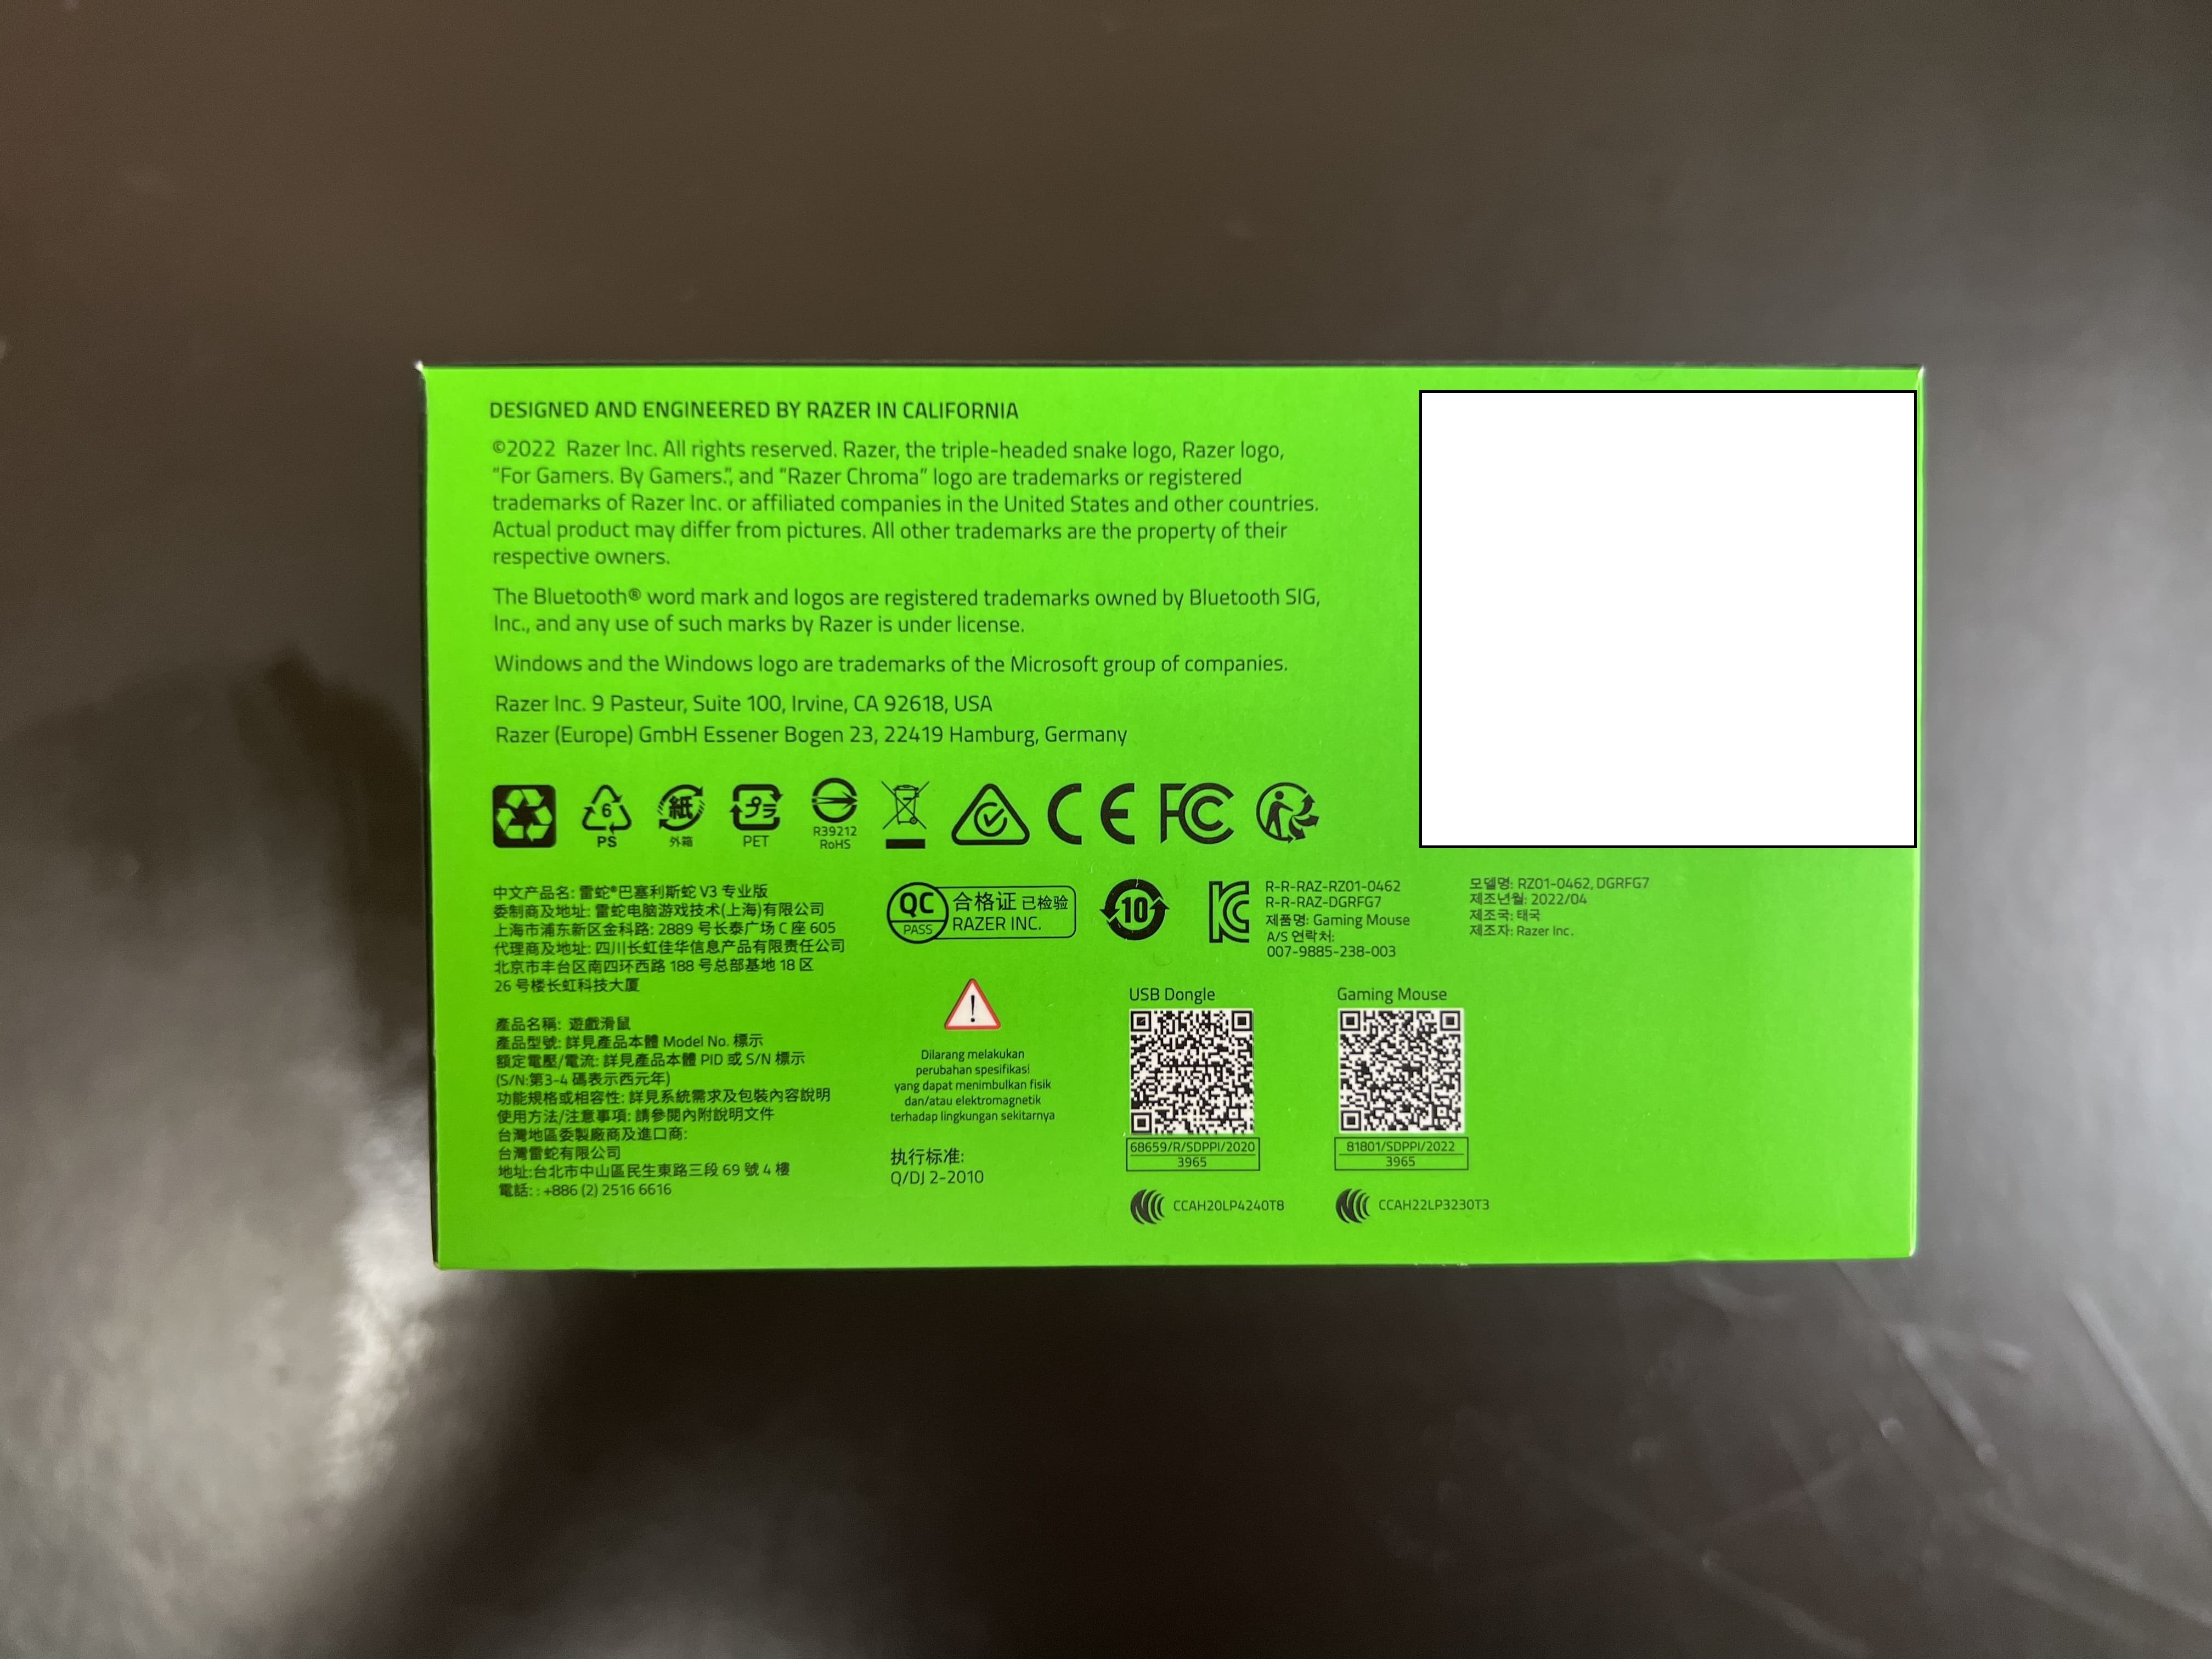 DESIGNED AND ENGINEERED BY RAZER IN CALIFORNIA
©2022 Razer Inc. All rights reserved. Razer, the triple-headed snake logo, Razer logo,
“For Gamers. By Gamers.”, and “Razer Chroma” logo are trademarks or registered
trademarks of Razer Inc. or affiliated companies in the United States and other countries.
Actual product may differ from pictures. All other trademarks are the property of their
respective owners.
The Bluetooth® word mark and logos are registered trademarks owned by Bluetooth SIG,
Inc., and any use of such marks by Razer is under license.
Windows and the Windows logo are trademarks of the Microsoft group of companies.
Razer Inc. 9 Pasteur, Suite 100, Irvine, CA 92618, USA
Razer (Europe) GmbH Essener Bogen 23, 22419 Hamburg, Germany
6
PS
紙
外箱
プラ
PET
R39212
RoHS
CE
FC
中文产品名: 雷蛇®巴塞利斯蛇 V3 专业版
委制商及地址: 雷蛇电脑游戏技术(上海)有限公司
上海市浦东新区金科路: 2889 号长泰广场 C 座 605
代理商及地址: 四川长虹佳华信息产品有限责任公司
北京市丰台区南四环西路 188 号总部基地 18 区
26 号楼长虹科技大厦
產品名稱: 遊戲滑鼠
產品型號: 詳見產品本體 Model No. 標示
額定電壓/電流: 詳見產品本體 PID 或 S/N 標示
(S/N:第3-4 碼表示西元年)
功能規格或相容性: 詳見系統需求及包裝內容說明
使用方法/注意事項: 請參閱內附說明文件
台灣地區委製廠商及進口商:
台灣雷蛇有限公司
地址:台北市中山區民生東路三段 69 號 4 樓
電話: : +886 (2) 2516 6616
QC
PASS
合格证 已检验
RAZER INC.
10
R-R-RAZ-RZ01-0462
R-R-RAZ-DGRFG7
제품명: Gaming Mouse
A/S 연락처:
007-9885-238-003
모델명: RZ01-0462, DGRFG7
제조년월: 2022/04
제조국: 태국
제조자: Razer Inc.
!
Dilarang melakukan
perubahan spesifikasi
yang dapat menimbulkan fisik
dan/atau elektromagnetik
terhadap lingkungan sekitarnya
执行标准:
Q/DJ 2-2010
USB Dongle
68659/R/SDPPI/2020
3965
CCAH20LP4240T8
Gaming Mouse
81801/SDPPI/2022
3965
CCAH22LP3230T3